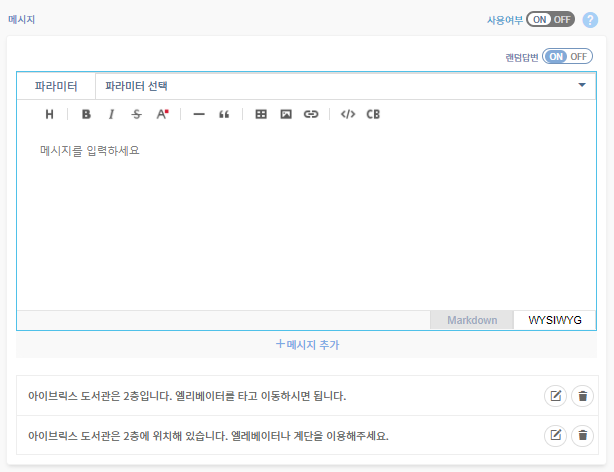 메시지
사용여부 ON OFF ?
랜덤답변 ON OFF
파라미터 파라미터 선택
H B I S A </> CB
메시지를 입력하세요
Markdown WYSIWYG
+메시지 추가
아이브릭스 도서관은 2층입니다. 엘리베이터를 타고 이동하시면 됩니다.
아이브릭스 도서관은 2층에 위치해 있습니다. 엘레베이터나 계단을 이용해주세요.